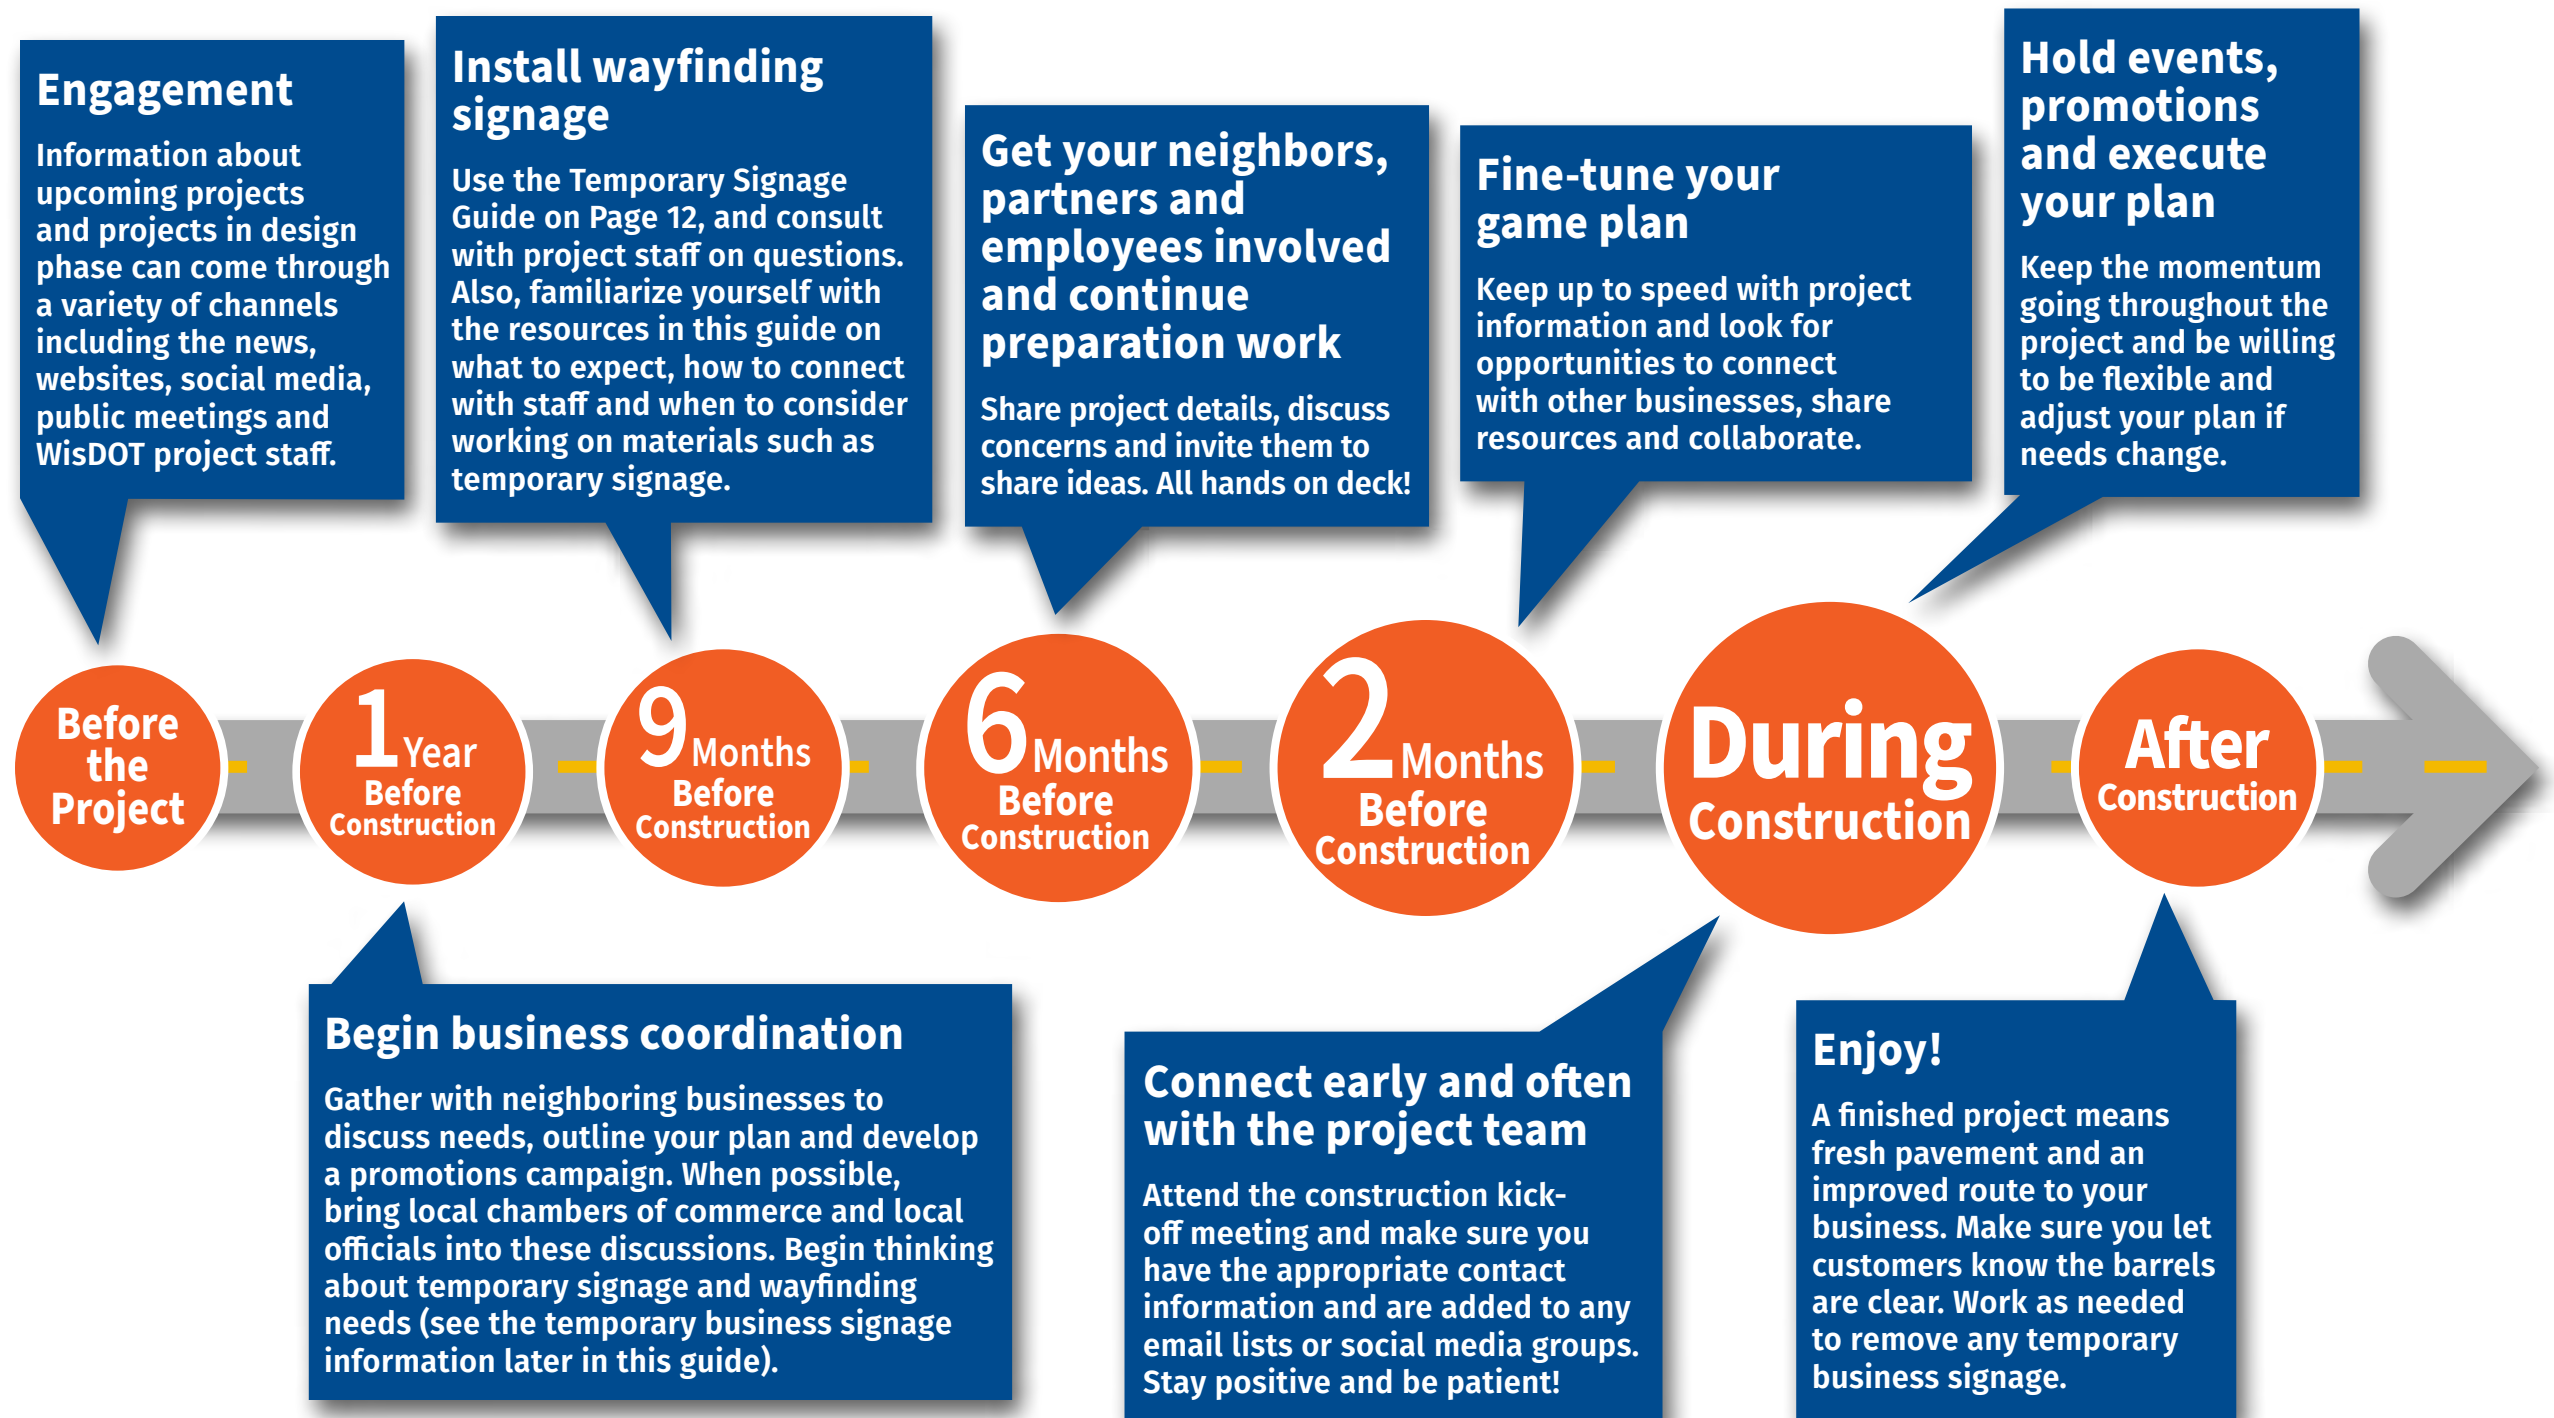 Engagement
Information about
upcoming projects
and projects in design
phase can come through
a variety of channels
including the news,
websites, social media,
public meetings and
WisDOT project staff.
Install wayfinding
signage
Use the Temporary Signage
Guide on Page 12, and consult
with project staff on questions.
Also, familiarize yourself with
the resources in this guide on
what to expect, how to connect
with staff and when to consider
working on materials such as
temporary signage.
Get your neighbors,
partners and
employees involved
and continue
preparation work
Share project details, discuss
concerns and invite them to
share ideas. All hands on deck!
Fine-tune your
game plan
Keep up to speed with project
information and look for
opportunities to connect
with other businesses, share
resources and collaborate.
Hold events,
promotions
and execute
your plan
Keep the momentum
going throughout the
project and be willing
to be flexible and
adjust your plan if
needs change.
Before
the
Project
1 Year
Before
Construction
9 Months
Before
Construction
6 Months
Before
Construction
2 Months
Before
Construction
During
Construction
After
Construction
Begin business coordination
Gather with neighboring businesses to
discuss needs, outline your plan and develop
a promotions campaign. When possible,
bring local chambers of commerce and local
officials into these discussions. Begin thinking
about temporary signage and wayfinding
needs (see the temporary business signage
information later in this guide).
Connect early and often
with the project team
Attend the construction kick-
off meeting and make sure you
have the appropriate contact
information and are added to any
email lists or social media groups.
Stay positive and be patient!
Enjoy!
A finished project means
fresh pavement and an
improved route to your
business. Make sure you let
customers know the barrels
are clear. Work as needed
to remove any temporary
business signage.